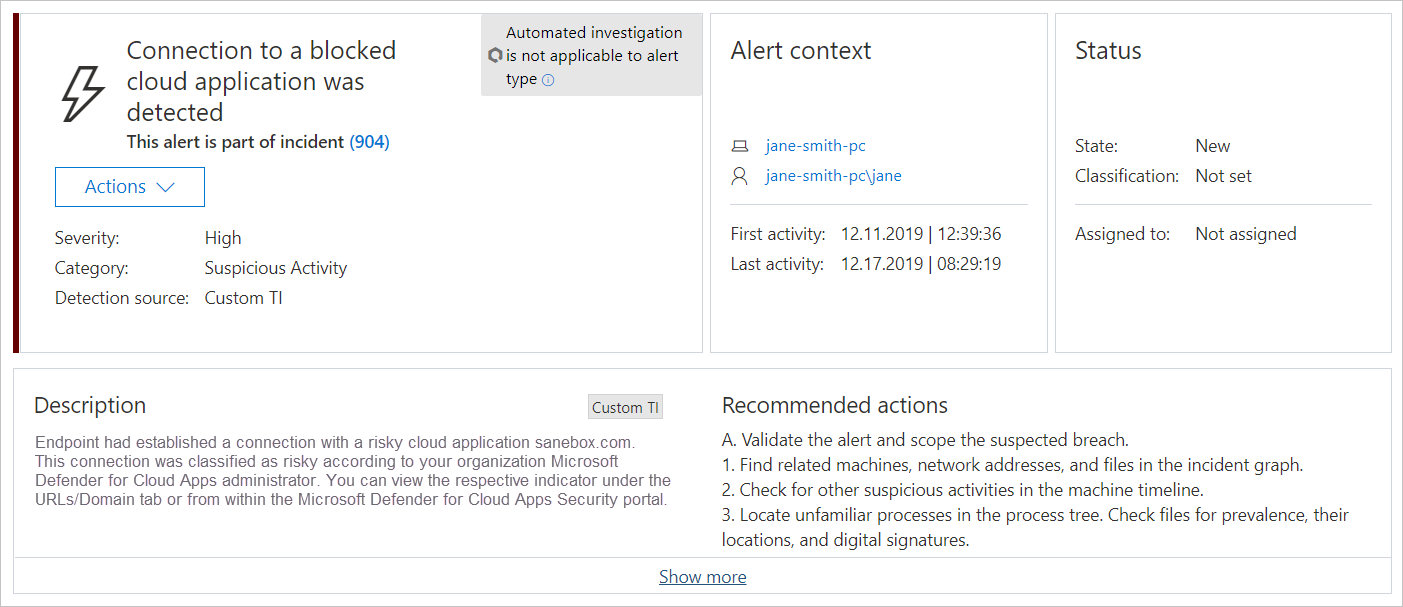 Connection to a blocked
cloud application was
detected
This alert is part of incident (904)
Automated investigation
is not applicable to alert
type
Actions
Severity: High
Category: Suspicious Activity
Detection source: Custom TI
Alert context
jane-smith-pc
jane-smith-pc\jane
First activity: 12.11.2019 | 12:39:36
Last activity: 12.17.2019 | 08:29:19
Status
State: New
Classification: Not set
Assigned to: Not assigned
Description
Custom TI
Endpoint had established a connection with a risky cloud application sanebox.com.
This connection was classified as risky according to your organization Microsoft
Defender for Cloud Apps administrator. You can view the respective indicator under the
URLs/Domain tab or from within the Microsoft Defender for Cloud Apps Security portal.
Recommended actions
A. Validate the alert and scope the suspected breach.
1. Find related machines, network addresses, and files in the incident graph.
2. Check for other suspicious activities in the machine timeline.
3. Locate unfamiliar processes in the process tree. Check files for prevalence, their
locations, and digital signatures.
Show more